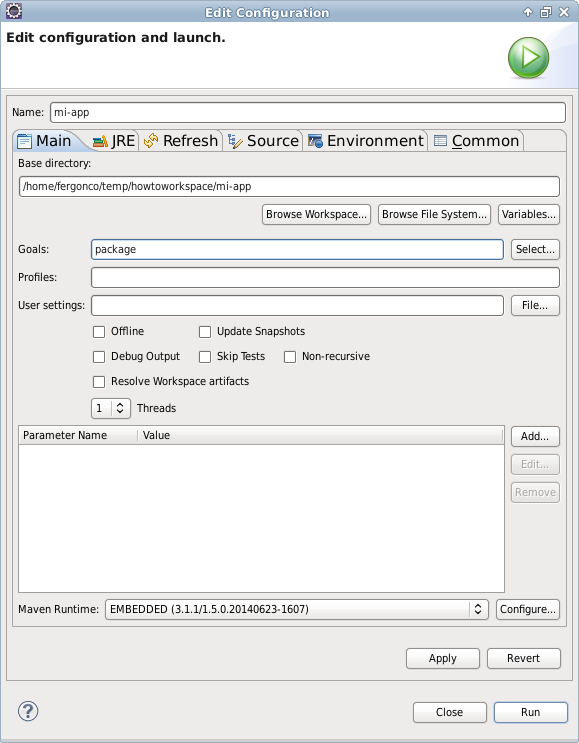 Edit Configuration
Edit configuration and launch.
Name: mi-app
Main JRE Refresh Source Environment Common
Base directory:
/home/fergonco/temp/howtoworkspace/mi-app
Browse Workspace... Browse File System... Variables...
Goals: package Select...
Profiles:
User settings: File...
Offline Update Snapshots
Debug Output Skip Tests Non-recursive
Resolve Workspace artifacts
1 Threads
Parameter Name Value Add...
Edit...
Remove
Maven Runtime: EMBEDDED (3.1.1/1.5.0.20140623-1607) Configure...
Apply Revert
? Close Run